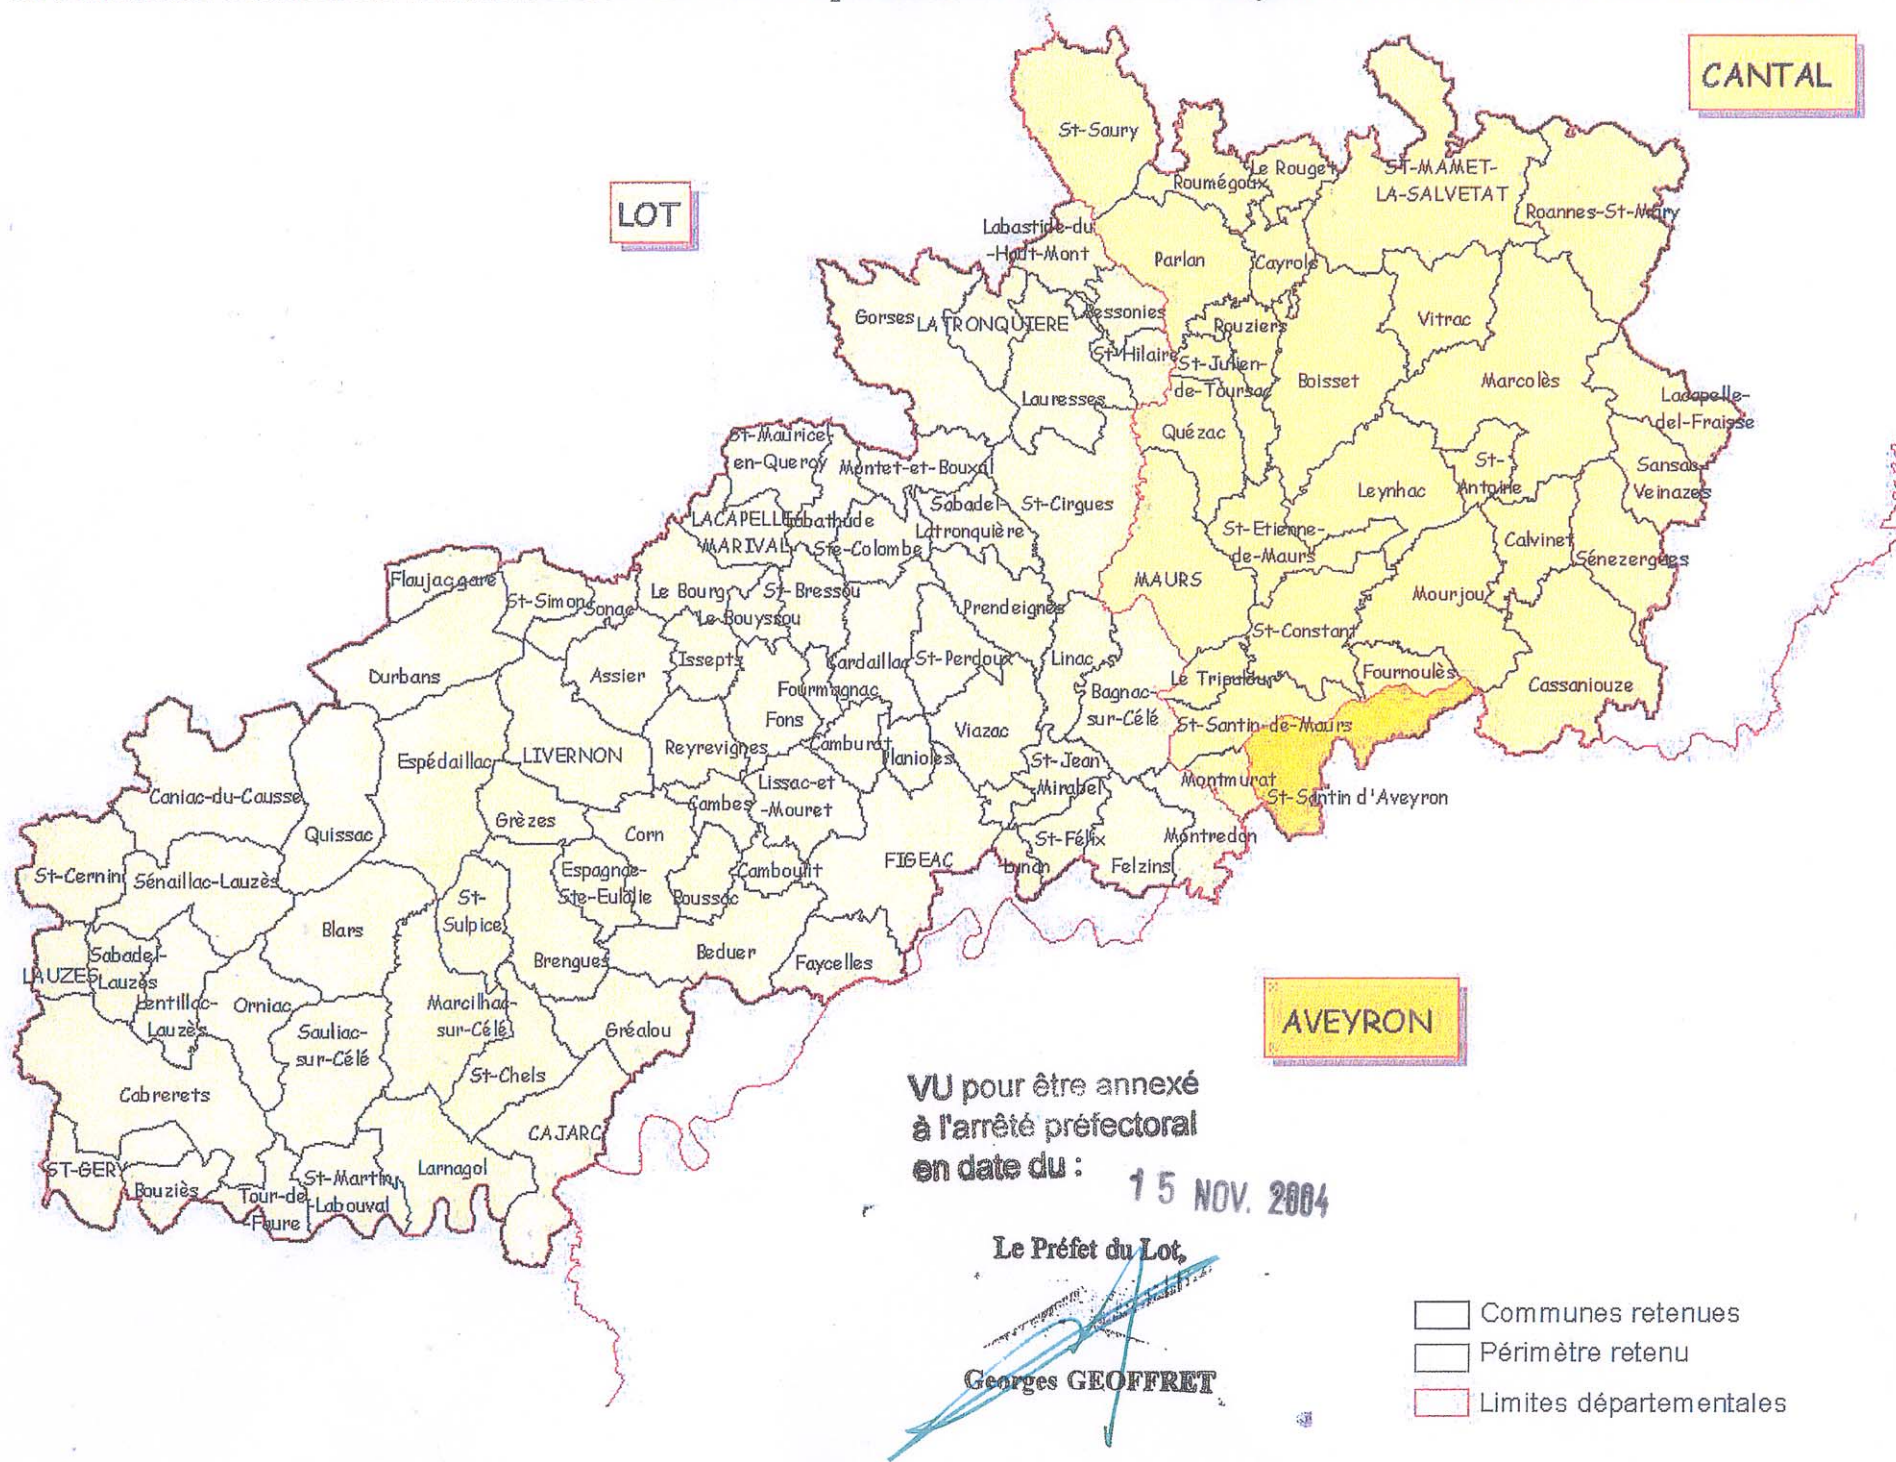 CANTAL
St-Saury
LOT
Roumégoux
Le Rouget
ST-MAMET-
LA-SALVETAT
Roannes-St-Mary
Labastide-du
-Haut-Mont
Parlan
Cayrols
Gorses
LATRONQUIERE
Bessonies
Rouziers
Vitrac
St-Hilaire
St-Julien-
de-Toursac
Boisset
Marcolès
Lauresses
Lacapelle-
del-Fraisse
Quézac
St-Maurice-
en-Quercy
Montet-et-Bouxal
St-
Antoine
Sansac-
Veinazes
Leynhac
Sabadel-
Latronquière
St-Cirgues
LACAPELLE
MARIVAL
Labathude
Ste-Colombe
St-Etienne-
de-Maurs
Calvinet
Sénezergues
MAURS
Flaujac gare
St-Simon
Sonac
Le Bourg
St-Bressou
Le Bouyssou
Prendeignes
Mourjou
St-Constant
Durbans
Assier
Issepts
Cardaillac
St-Perdoux
Linac
Fourmagnac
Bagnac-
sur-Célé
Le Trioulou
Fournoulès
Cassaniouze
Fons
Viazac
St-Santin-de-Maurs
Espédaillac
LIVERNON
Reyrevignes
Camburat
Planioles
St-Jean
Mirabel
Montmurat
St-Santin d'Aveyron
Lissac-et
-Mouret
Caniac-du-Causse
Quissac
Grèzes
Corn
Cambes
St-Félix
Montredon
St-Cernin
Sénaillac-Lauzès
Espagnac-
Ste-Eulalie
Boussac
Camboulit
FIGEAC
Lunan
Felzins
St-
Sulpice
Blars
LAUZES
Sabadel-
Lauzès
Brengues
Beduer
Faycelles
Lentillac-
Lauzès
Orniac
Sauliac-
sur-Célé
Marcilhac-
sur-Célé
Gréalou
AVEYRON
St-Chels
Cabrerets
CAJARC
VU pour être annexé
à l'arrêté préfectoral
en date du :
15 NOV. 2004
ST-GERY
Bouziès
Tour-de
-Faure
St-Martin
-Labouval
Larnagol
Le Préfet du Lot,
Georges GEOFFRET
Communes retenues
Périmètre retenu
Limites départementales